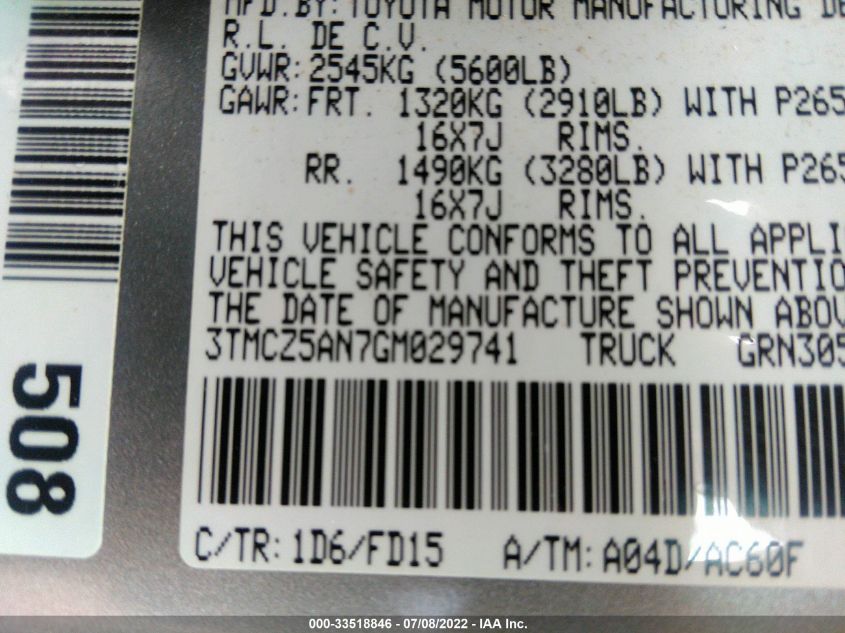 MFD.BY:TOYOTA MOTOR MANUFACTURING DE
R.L. DE C.V.
GVWR:2545KG (5600LB)
GAWR:FRT. 1320KG (2910LB) WITH P265
16X7J RIMS.
RR. 1490KG (3280LB) WITH P265
16X7J RIMS.
THIS VEHICLE CONFORMS TO ALL APPLI
VEHICLE SAFETY AND THEFT PREVENTIO
THE DATE OF MANUFACTURE SHOWN ABOV
3TMCZ5AN7GM029741 TRUCK GRN305
C/TR:1D6/FD15 A/TM:A04D/AC60F
508
000-33518846 - 07/08/2022 - IAA Inc.